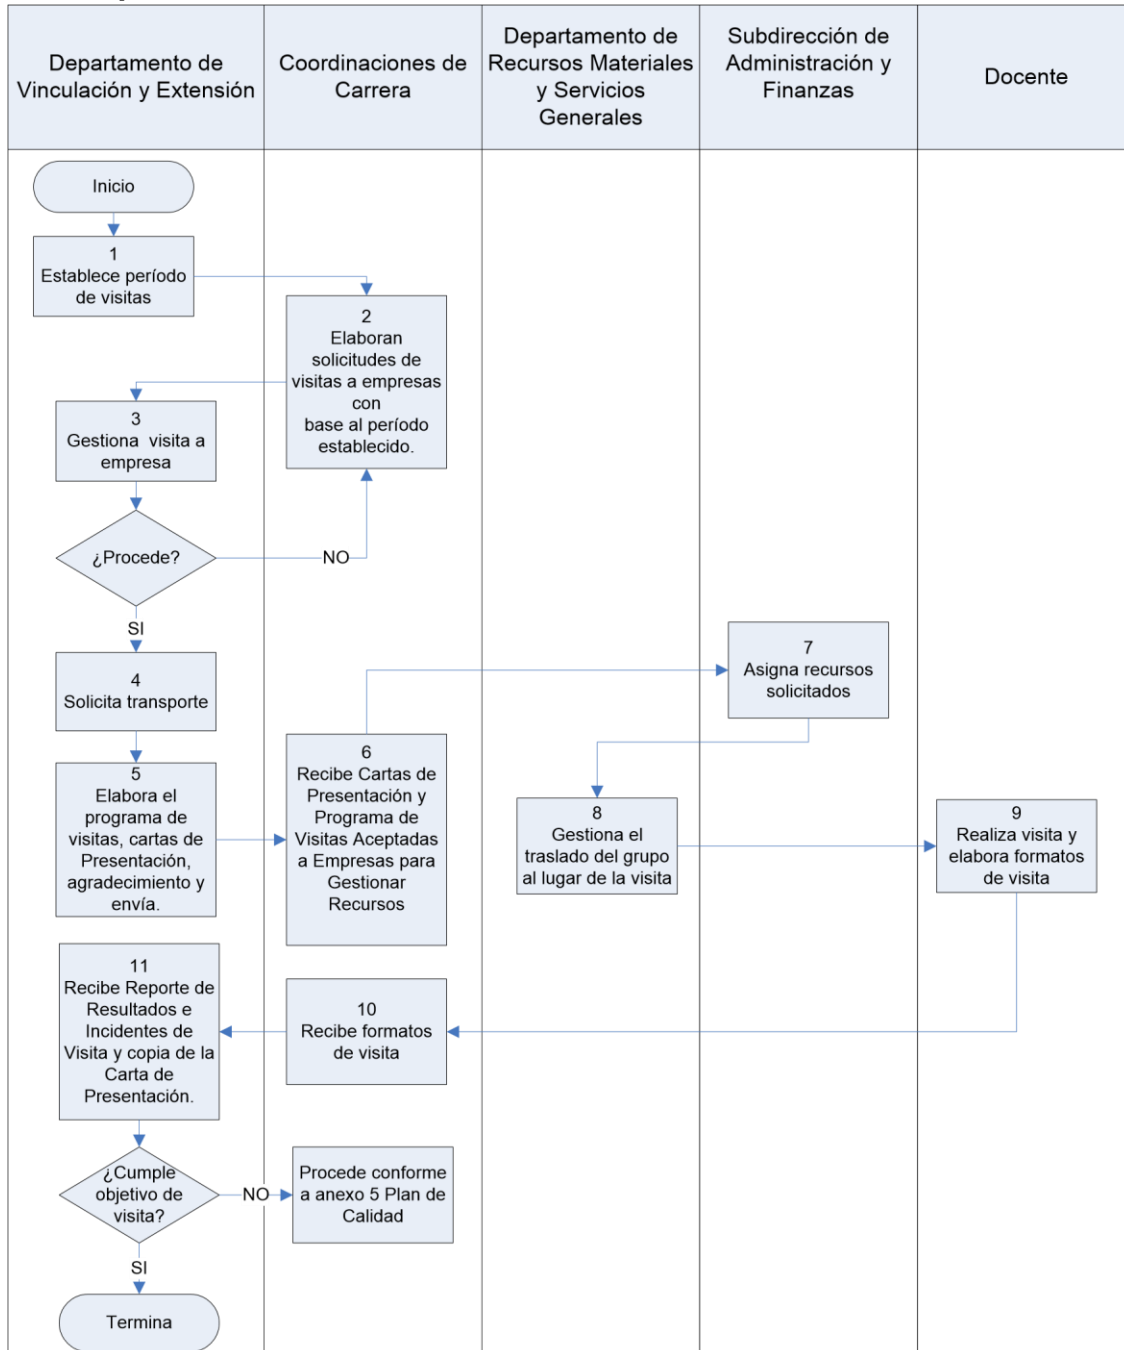 Departamento de
Vinculación y Extensión
Coordinaciones de
Carrera
Departamento de
Recursos Materiales
y Servicios
Generales
Subdirección de
Administración y
Finanzas
Docente
Inicio
1
Establece período
de visitas
2
Elaboran
solicitudes de
visitas a empresas
con
base al período
establecido.
3
Gestiona visita a
empresa
¿Procede?
NO
SI
4
Solicita transporte
5
Elabora el
programa de
visitas, cartas de
Presentación,
agradecimiento y
envía.
6
Recibe Cartas de
Presentación y
Programa de
Visitas Aceptadas
a Empresas para
Gestionar
Recursos
7
Asigna recursos
solicitados
8
Gestiona el
traslado del grupo
al lugar de la visita
9
Realiza visita y
elabora formatos
de visita
10
Recibe formatos
de visita
11
Recibe Reporte de
Resultados e
Incidentes de
Visita y copia de la
Carta de
Presentación.
¿Cumple
objetivo de
visita?
NO
Procede conforme
a anexo 5 Plan de
Calidad
SI
Termina